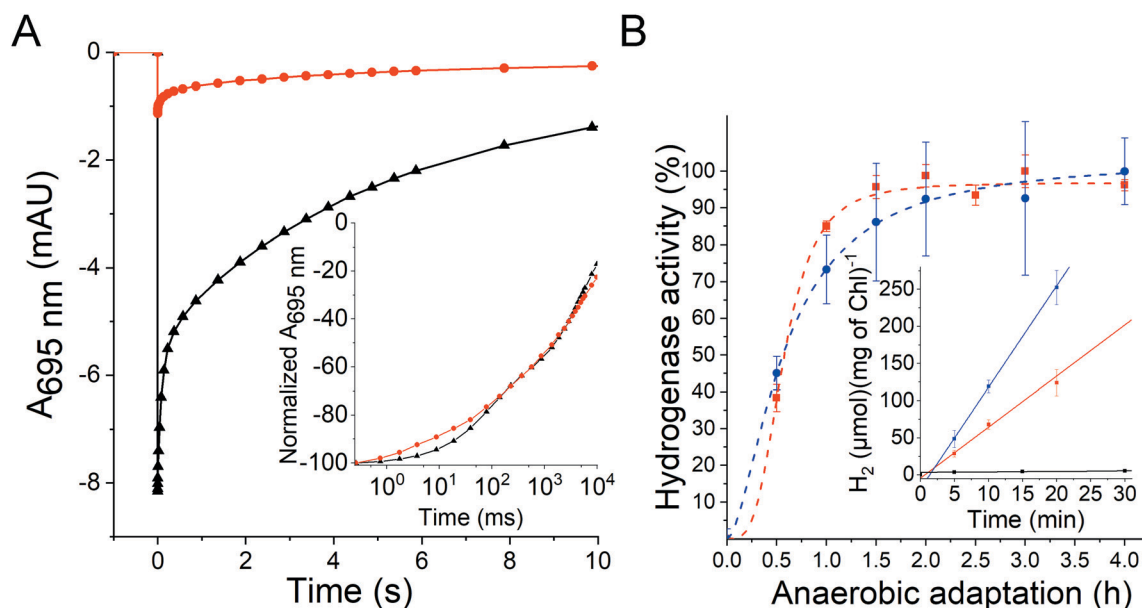 A
B
0
-2
-4
-6
-8
A695 nm (mAU)
0 2 4 6 8 10
Time (s)
0
-20
-40
-60
-80
-100
Normalized A695 nm
10^0 10^1 10^2 10^3 10^4
Time (ms)
100
90
80
70
60
50
40
30
20
10
0
Hydrogenase activity (%)
0.0 0.5 1.0 1.5 2.0 2.5 3.0 3.5 4.0
Anaerobic adaptation (h)
250
200
150
100
50
0
H2 (µmol)(mg of Chl)^-1
0 5 10 15 20 25 30
Time (min)